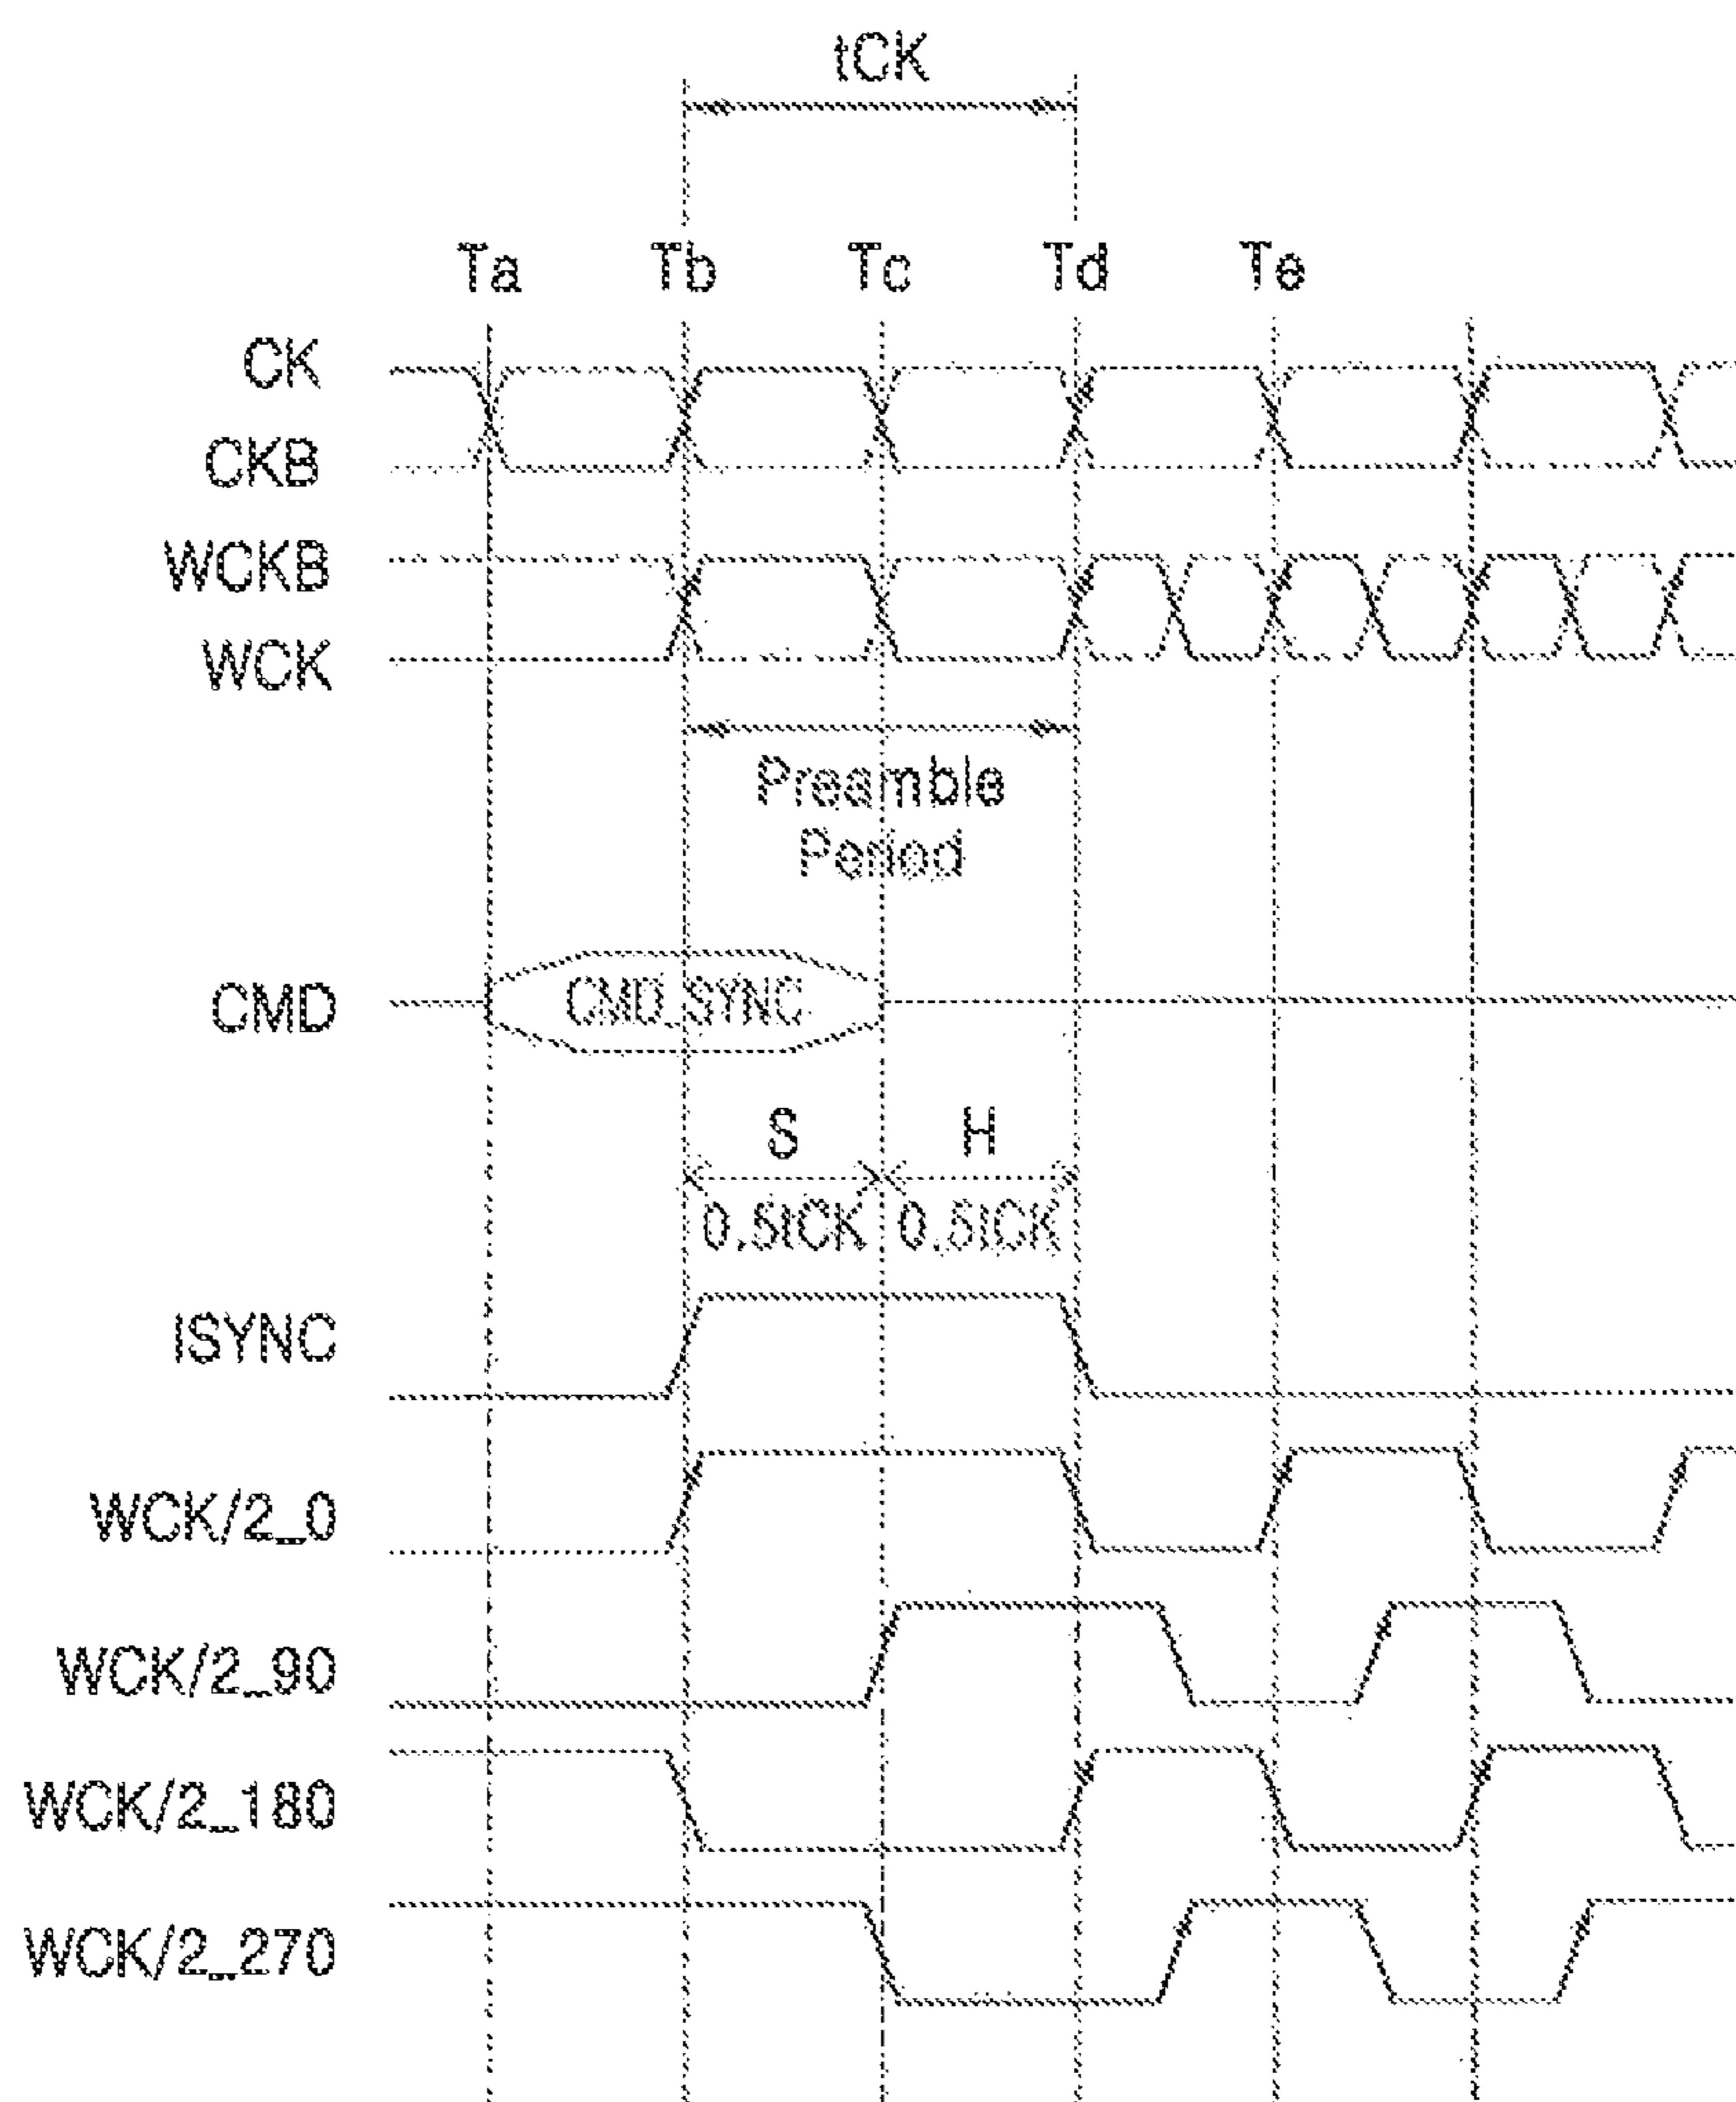 tCK
Ta Tb Tc Td Te
CK
CKB
WCKB
WCK
Preamble
Period
CMD CMD_SYNC
S H
0.5tCK 0.5tCK
ISYNC
WCK/2_0
WCK/2_90
WCK/2_180
WCK/2_270